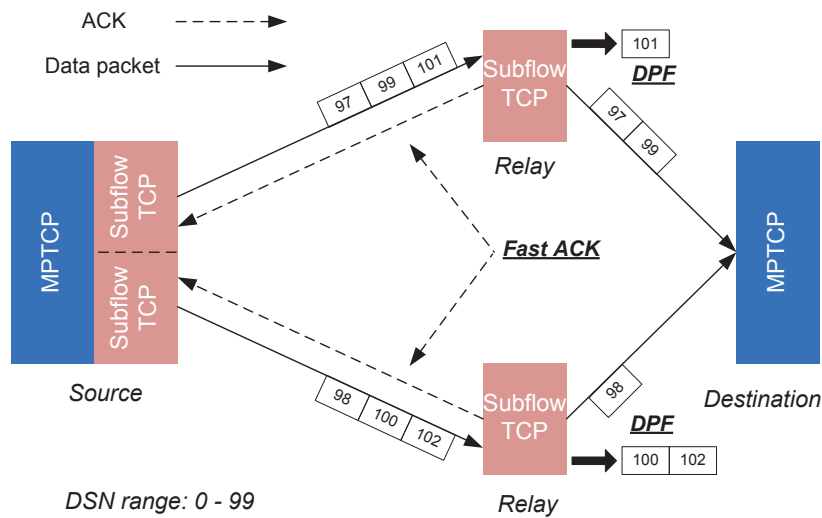 ACK
Data packet
97 99 101
Subflow
TCP
101
DPF
97 99
Relay
MPTCP
Subflow
TCP
Subflow
TCP
Fast ACK
MPTCP
Source
98 100 102
Subflow
TCP
98
Destination
DPF
100 102
Relay
DSN range: 0 - 99